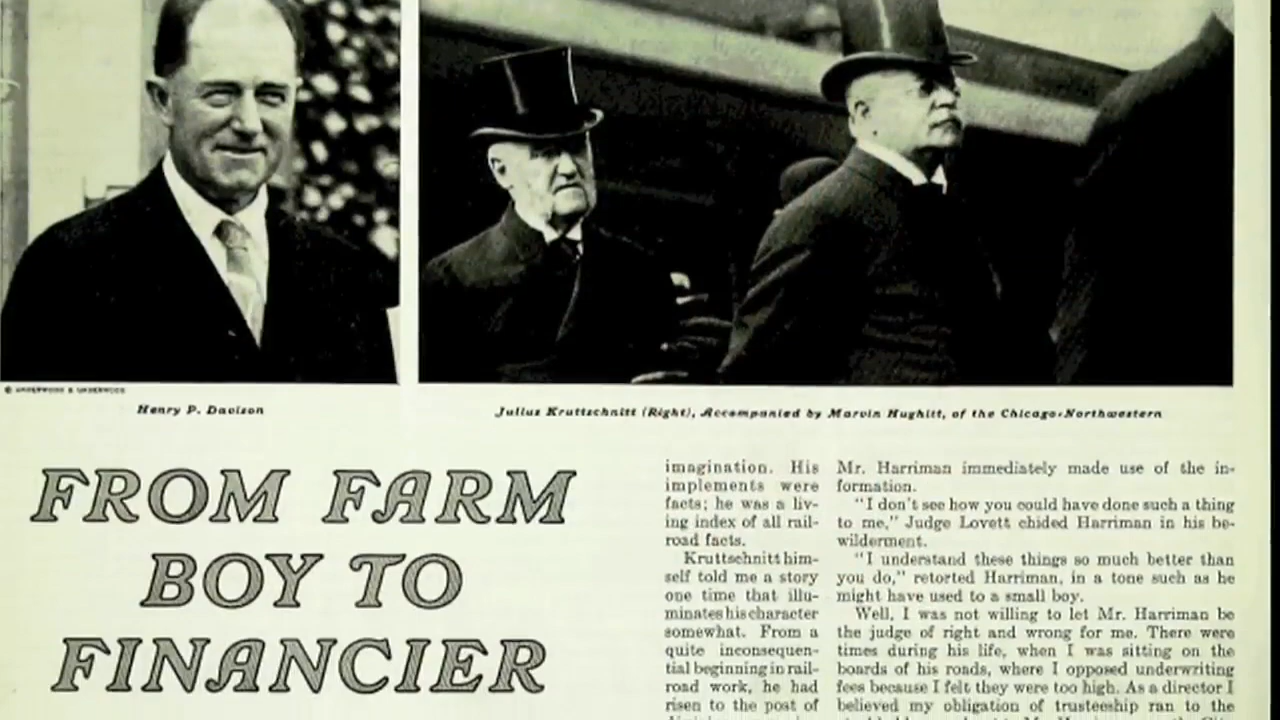 © UNDERWOOD & UNDERWOOD
Henry P. Davison
Julius Kruttschnitt (Right), Accompanied by Marvin Hughitt, of the Chicago-Northwestern
FROM FARM
BOY TO
FINANCIER
imagination. His
implements were
facts; he was a liv-
ing index of all rail-
road facts.
Kruttschnitt him-
self told me a story
one time that illu-
minates his character
somewhat. From a
quite inconsequen-
tial beginning in rail-
road work, he had
risen to the post of
Mr. Harriman immediately made use of the in-
formation.
"I don't see how you could have done such a thing
to me," Judge Lovett chided Harriman in his be-
wilderment.
"I understand these things so much better than
you do," retorted Harriman, in a tone such as he
might have used to a small boy.
Well, I was not willing to let Mr. Harriman be
the judge of right and wrong for me. There were
times during his life, when I was sitting on the
boards of his roads, where I opposed underwriting
fees because I felt they were too high. As a director I
believed my obligation of trusteeship ran to the